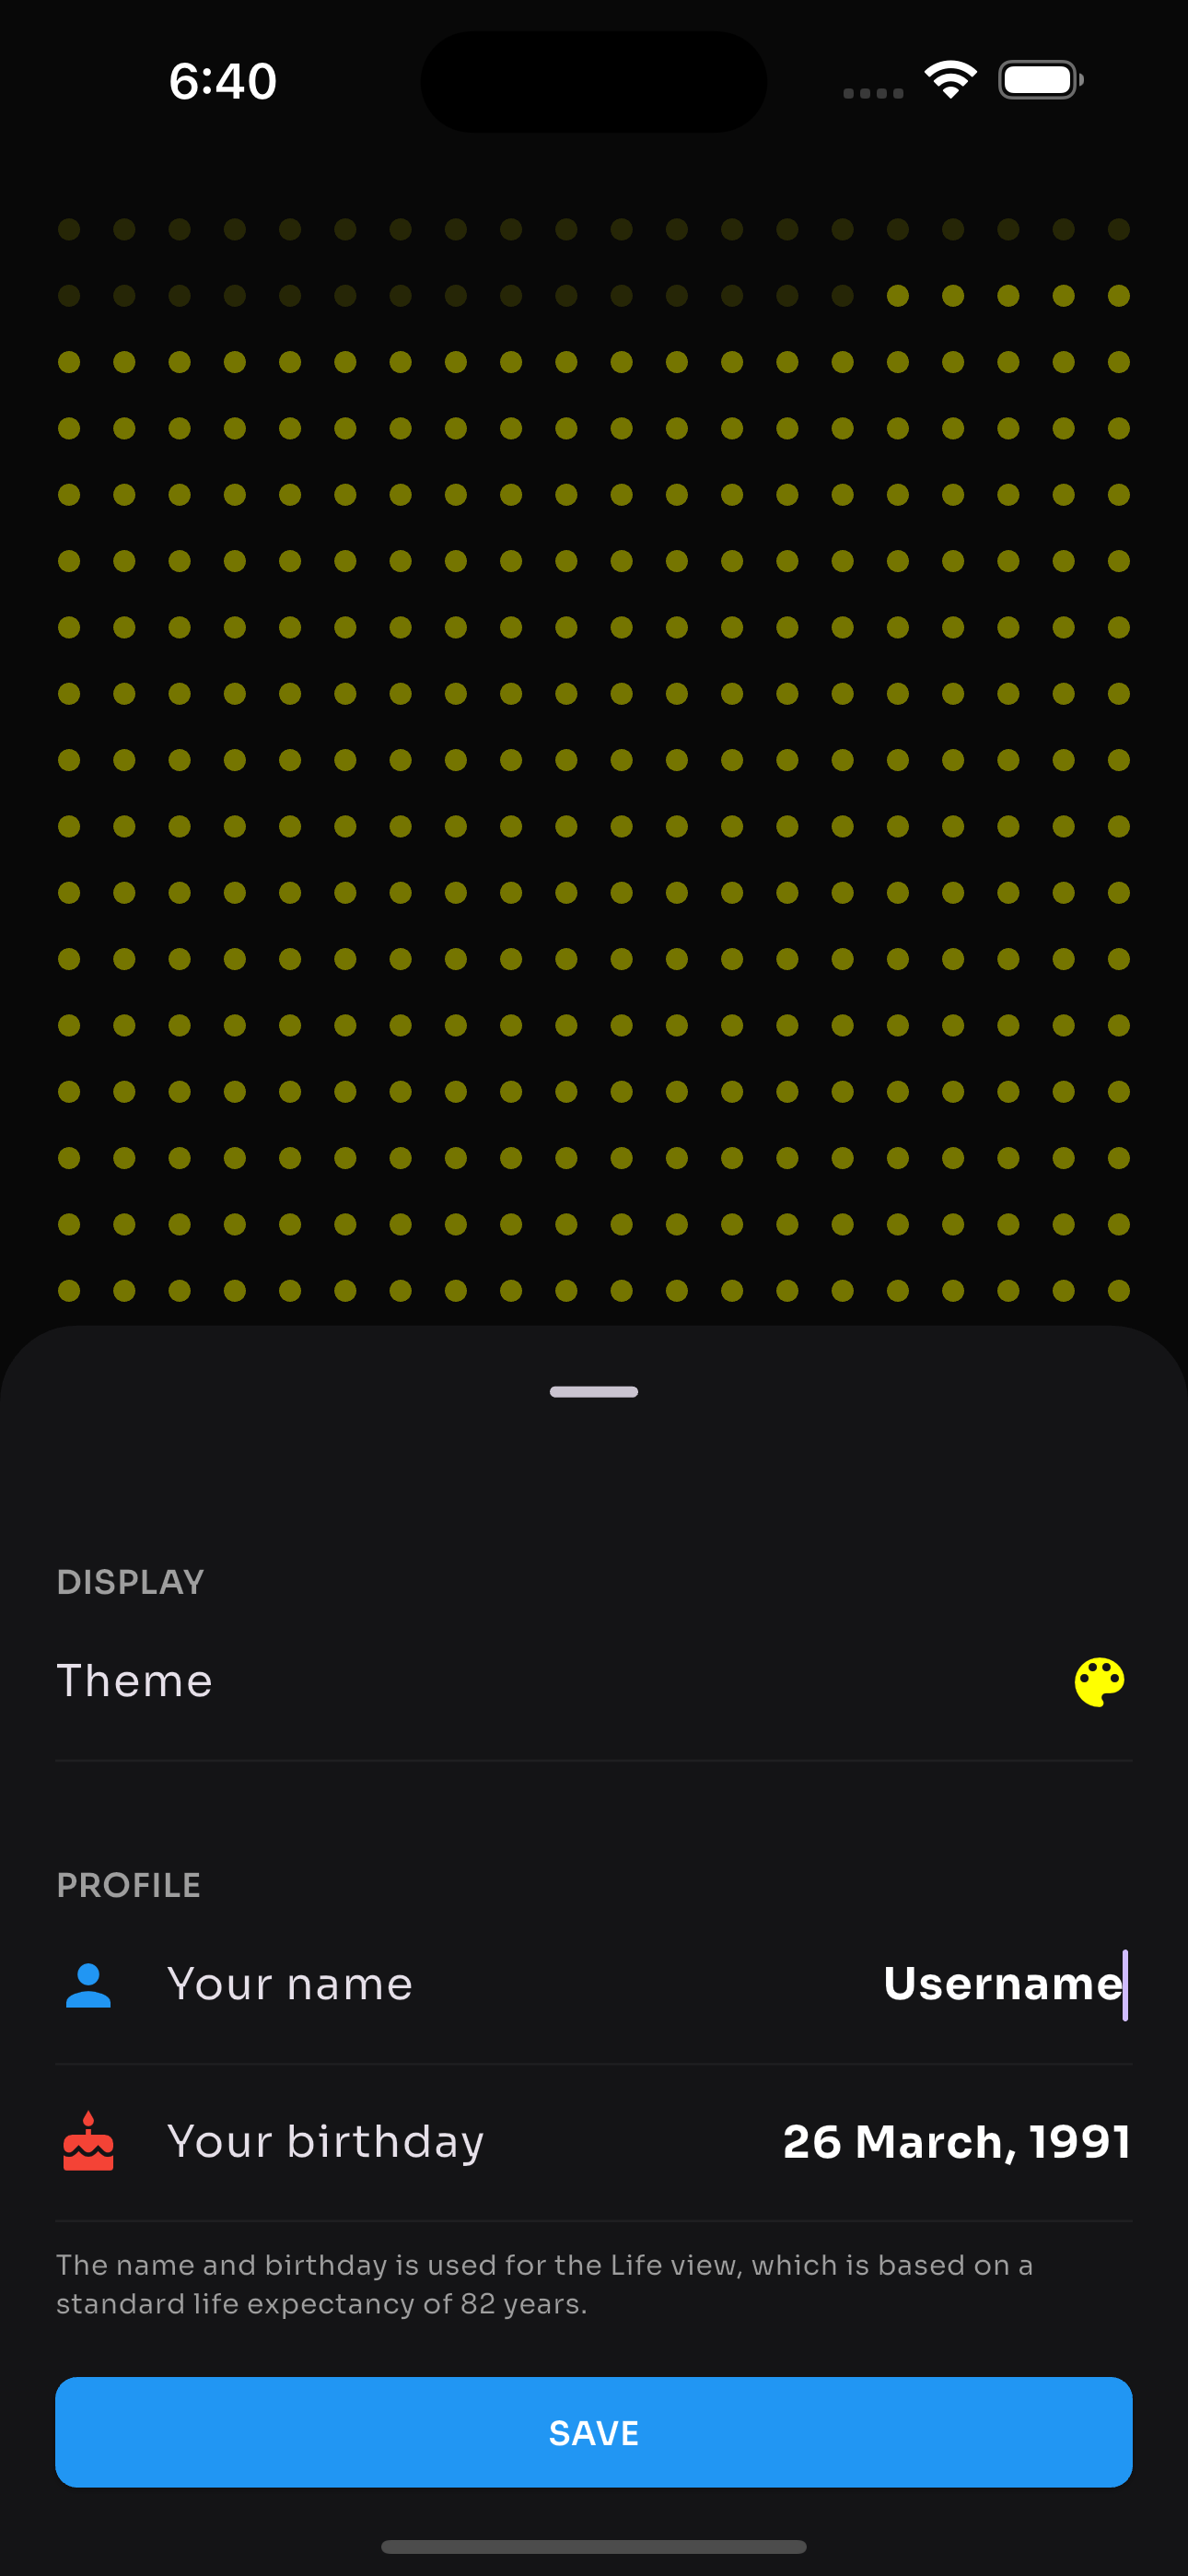 6:40
DISPLAY
Theme
PROFILE
Your name Username
Your birthday 26 March, 1991
The name and birthday is used for the Life view, which is based on a
standard life expectancy of 82 years.
SAVE